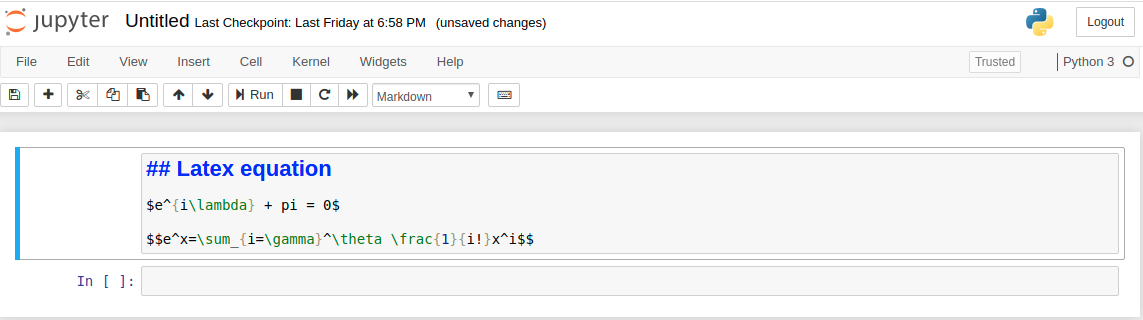 jupyter Untitled Last Checkpoint: Last Friday at 6:58 PM (unsaved changes) Logout
File Edit View Insert Cell Kernel Widgets Help Trusted Python 3
Run Markdown
## Latex equation
$e^{i\lambda} + pi = 0$
$$e^x=\sum_{i=\gamma}^\theta \frac{1}{i!}x^i$$
In [ ]: